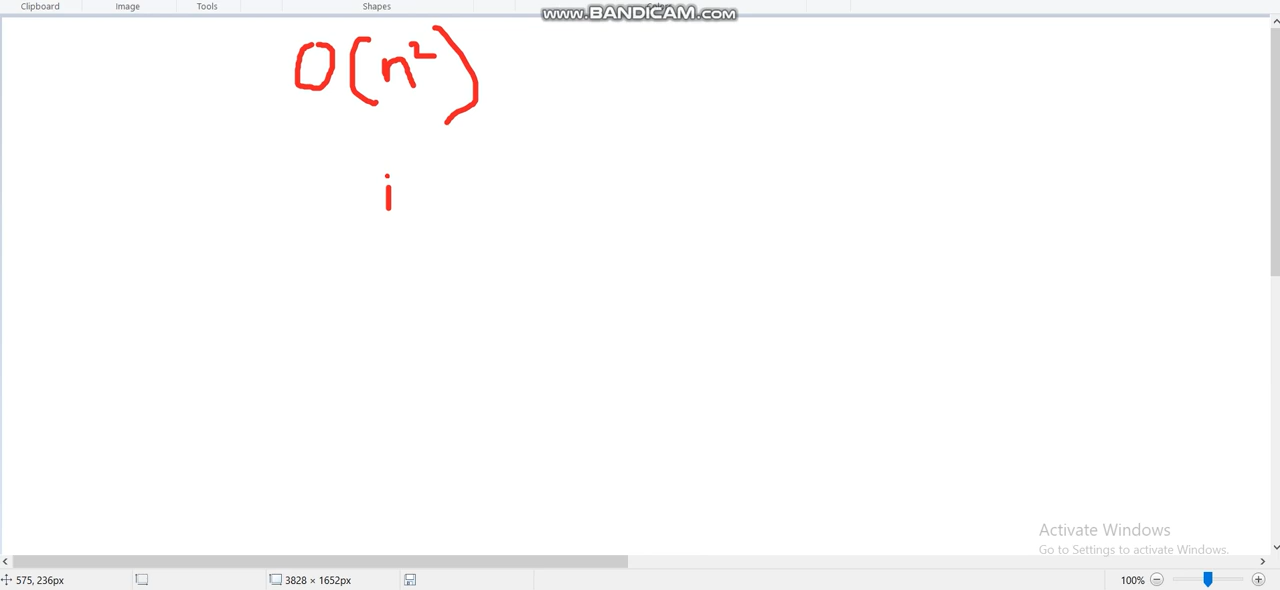 Clipboard Image Tools Shapes Colors
WWW.BANDICAM.COM
O(n²)
i
Activate Windows
Go to Settings to activate Windows.
575, 236px 3828 × 1652px 100%